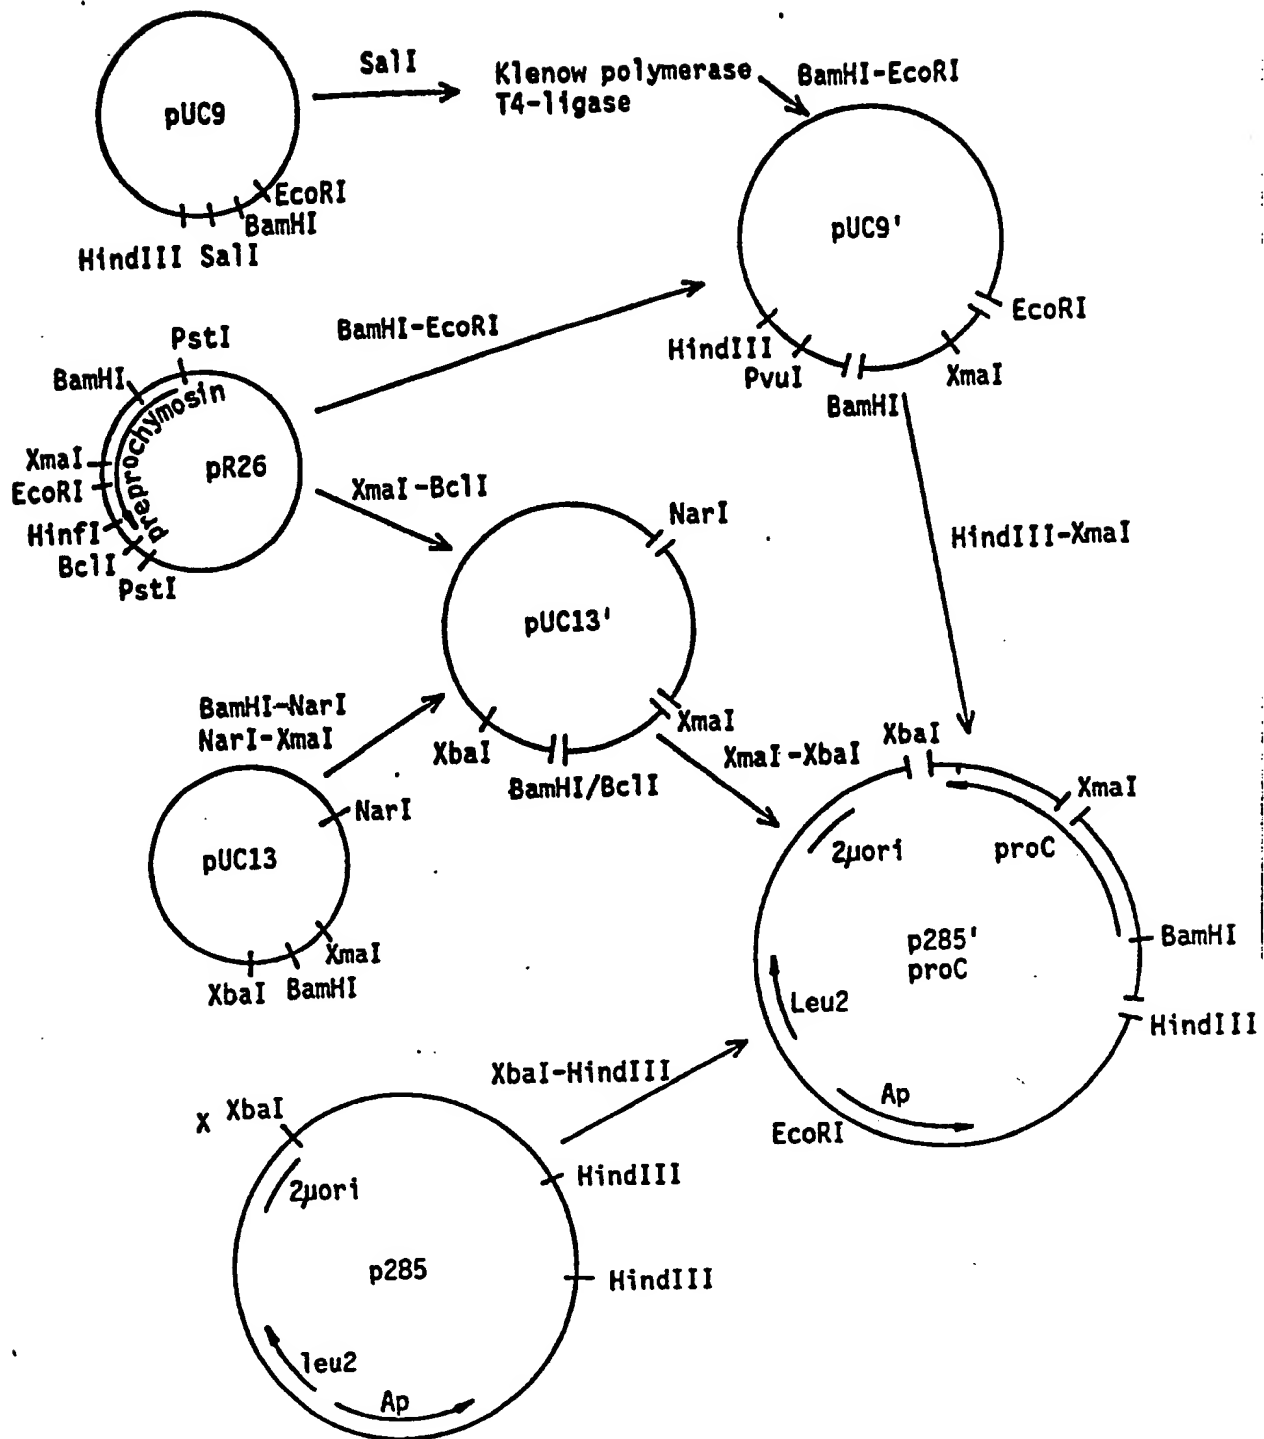 SalI
Klenow polymerase
T4-ligase
BamHI-EcoRI
pUC9
EcoRI
BamHI
HindIII SalI
pUC9'
EcoRI
HindIII
PvuI
BamHI
XmaI
BamHI-EcoRI
PstI
BamHI
preprochymosin
XmaI
EcoRI
HinfI
BclI
PstI
pR26
XmaI-BclI
NarI
HindIII-XmaI
pUC13'
BamHI-NarI
NarI-XmaI
XbaI
BamHI/BclI
XmaI
XmaI-XbaI
XbaI
XmaI
NarI
pUC13
XmaI
XbaI BamHI
2µori
proC
p285'
proC
BamHI
HindIII
Leu2
Ap
EcoRI
XbaI-HindIII
X XbaI
2µori
HindIII
p285
HindIII
leu2
Ap